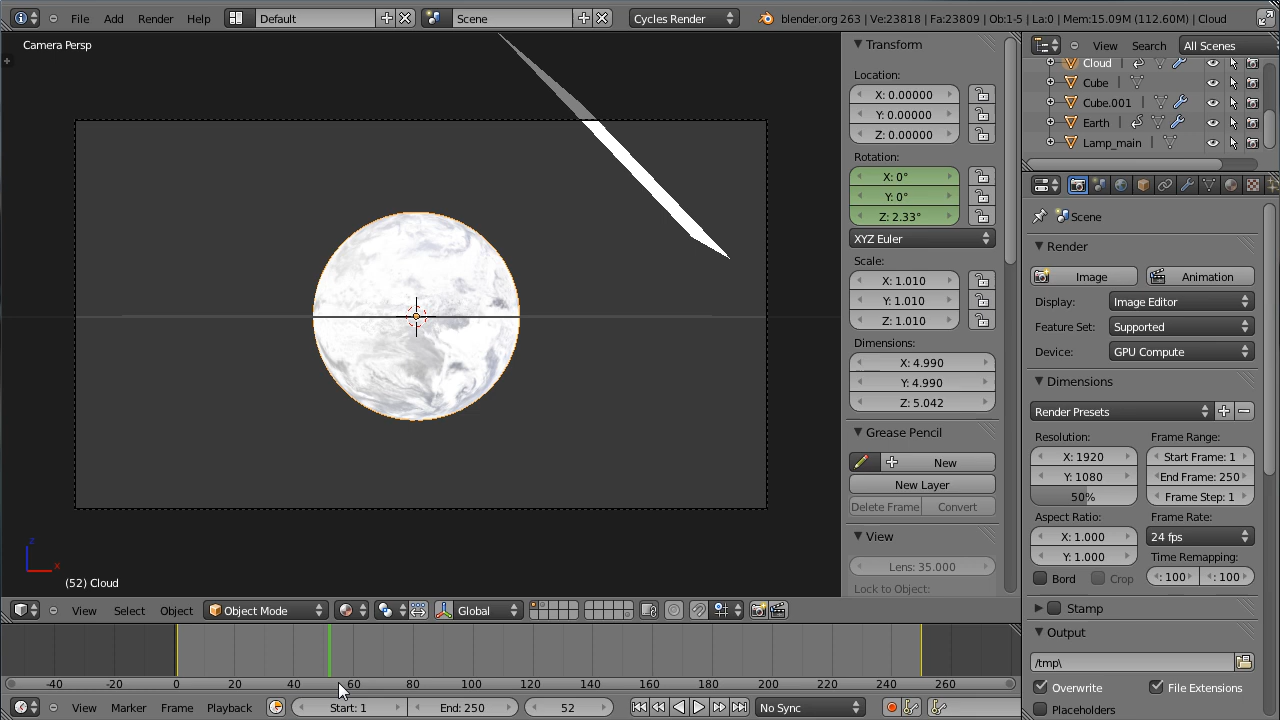 File Add Render Help Default Scene Cycles Render blender.org 263 | Ve:23818 | Fa:23809 | Ob:1-5 | La:0 | Mem:15.09M (112.60M) | Cloud
Camera Persp
(52) Cloud
z
x
View Select Object Object Mode Global
Transform
Location:
X: 0.00000
Y: 0.00000
Z: 0.00000
Rotation:
X: 0°
Y: 0°
Z: 2.33°
XYZ Euler
Scale:
X: 1.010
Y: 1.010
Z: 1.010
Dimensions:
X: 4.990
Y: 4.990
Z: 5.042
Grease Pencil
New
New Layer
Delete Frame Convert
View
Lens: 35.000
Lock to Object:
View Search All Scenes
Cloud
Cube
Cube.001
Earth
Lamp_main
Scene
Render
Image Animation
Display: Image Editor
Feature Set: Supported
Device: GPU Compute
Dimensions
Render Presets
Resolution: Frame Range:
X: 1920 Start Frame: 1
Y: 1080 End Frame: 250
50% Frame Step: 1
Aspect Ratio: Frame Rate:
X: 1.000 24 fps
Y: 1.000 Time Remapping:
Bord Crop : 100 : 100
Stamp
Output
/tmp\
Overwrite File Extensions
Placeholders
-40 -20 0 20 40 60 80 100 120 140 160 180 200 220 240 260
View Marker Frame Playback Start: 1 End: 250 52 No Sync